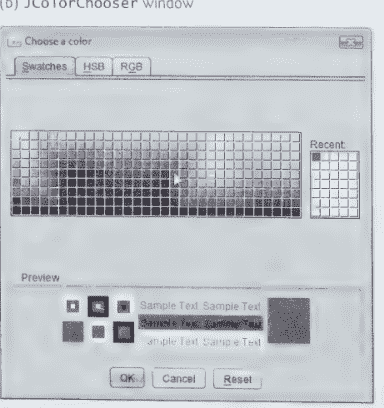 (b) JColorChooser window
Choose a color
Swatches HSB RGB
Recent:
Preview
Sample Text Sample Text
Sample Text Sample Text
Sample Text Sample Text
OK Cancel Reset